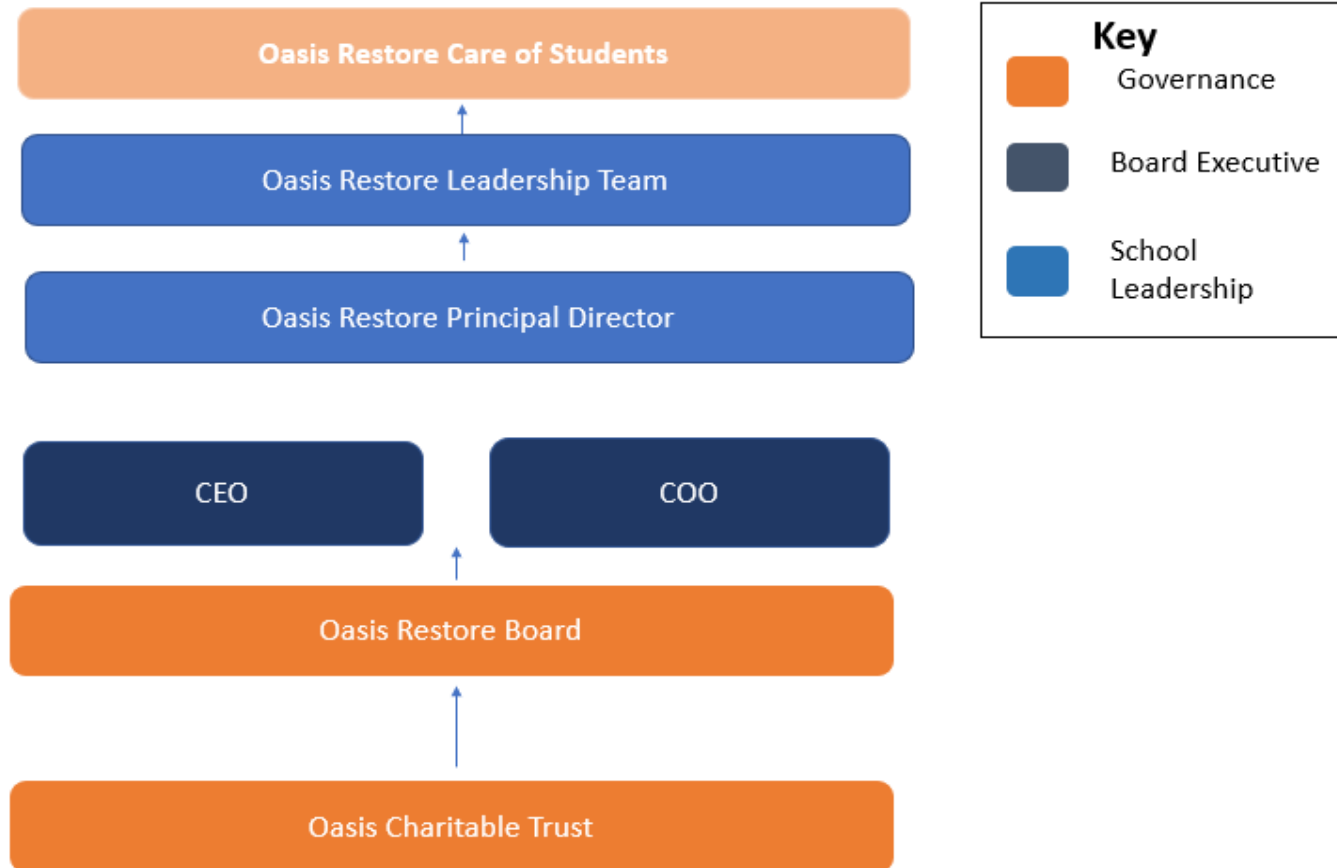 Oasis Restore Care of Students
Oasis Restore Leadership Team
Oasis Restore Principal Director
CEO
COO
Oasis Restore Board
Oasis Charitable Trust
Key
Governance
Board Executive
School
Leadership